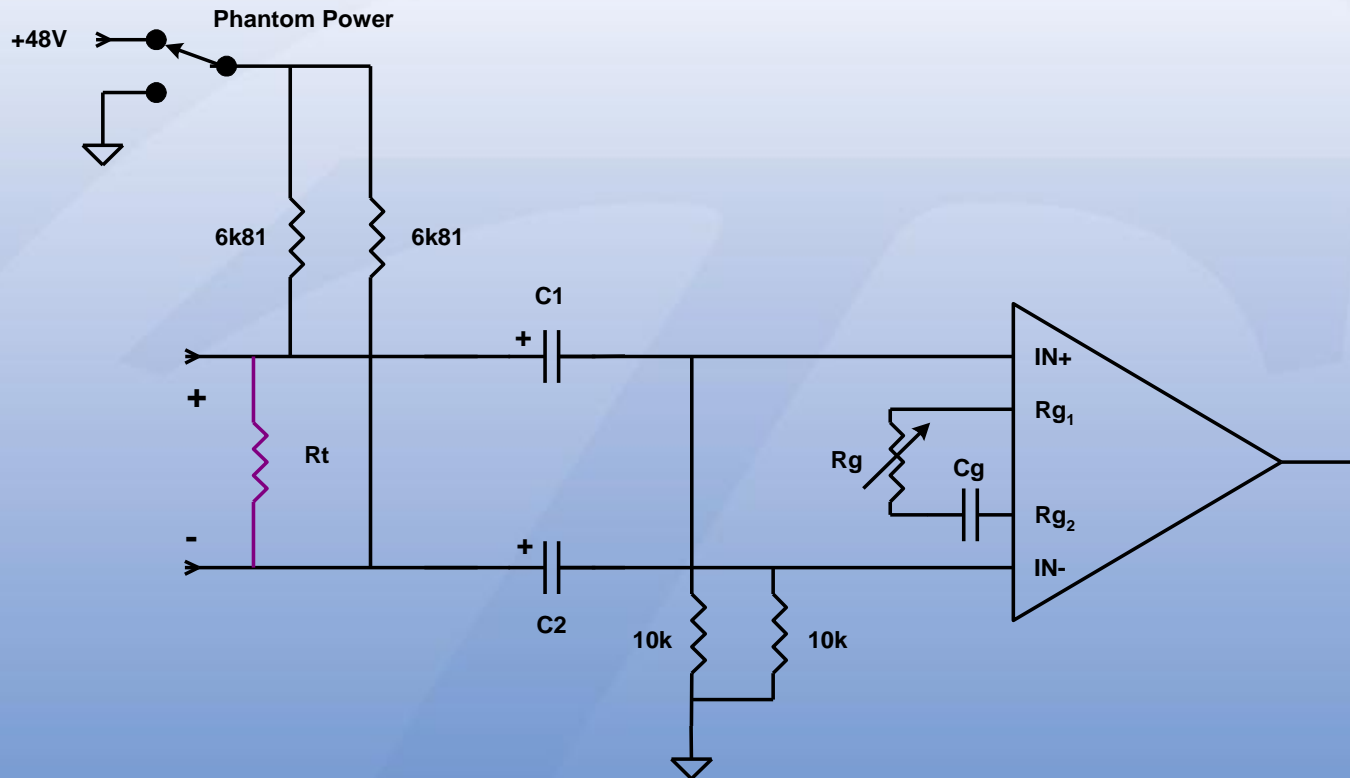 Phantom Power
+48V
6k81
6k81
C1
+
IN+
+
Rg1
Rt
Rg
Cg
Rg2
-
+
IN-
C2
10k
10k